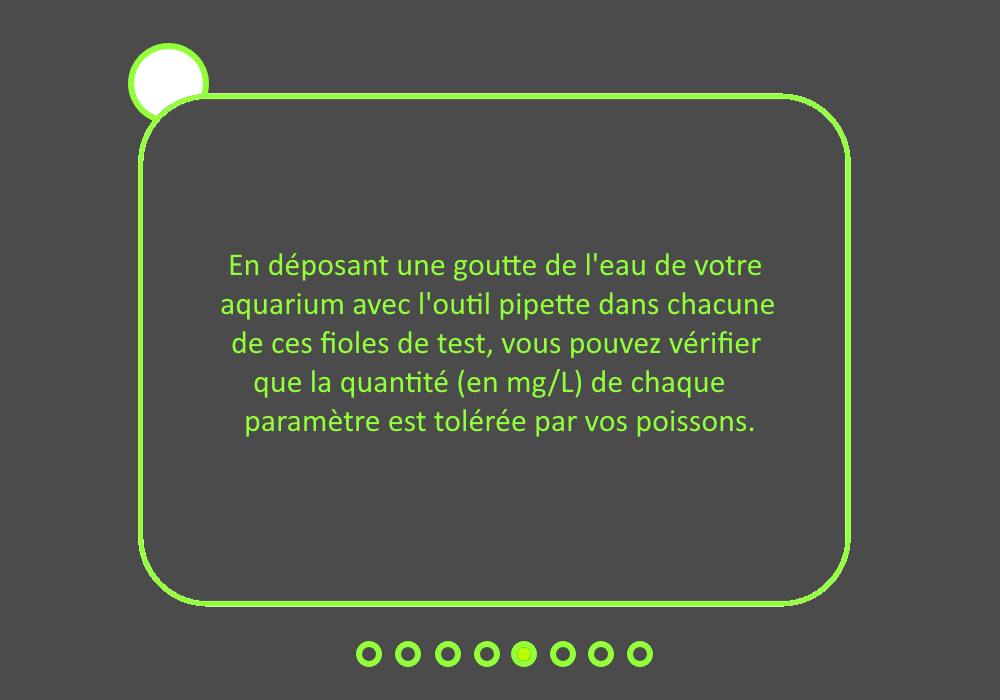 En déposant une goutte de l'eau de votre
aquarium avec l'outil pipette dans chacune
de ces fioles de test, vous pouvez vérifier
que la quantité (en mg/L) de chaque
paramètre est tolérée par vos poissons.